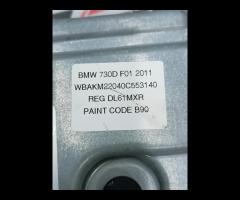 BMW 730D F01 2011
WBAKM22040C553140
REG DL61MXR
PAINT CODE B90